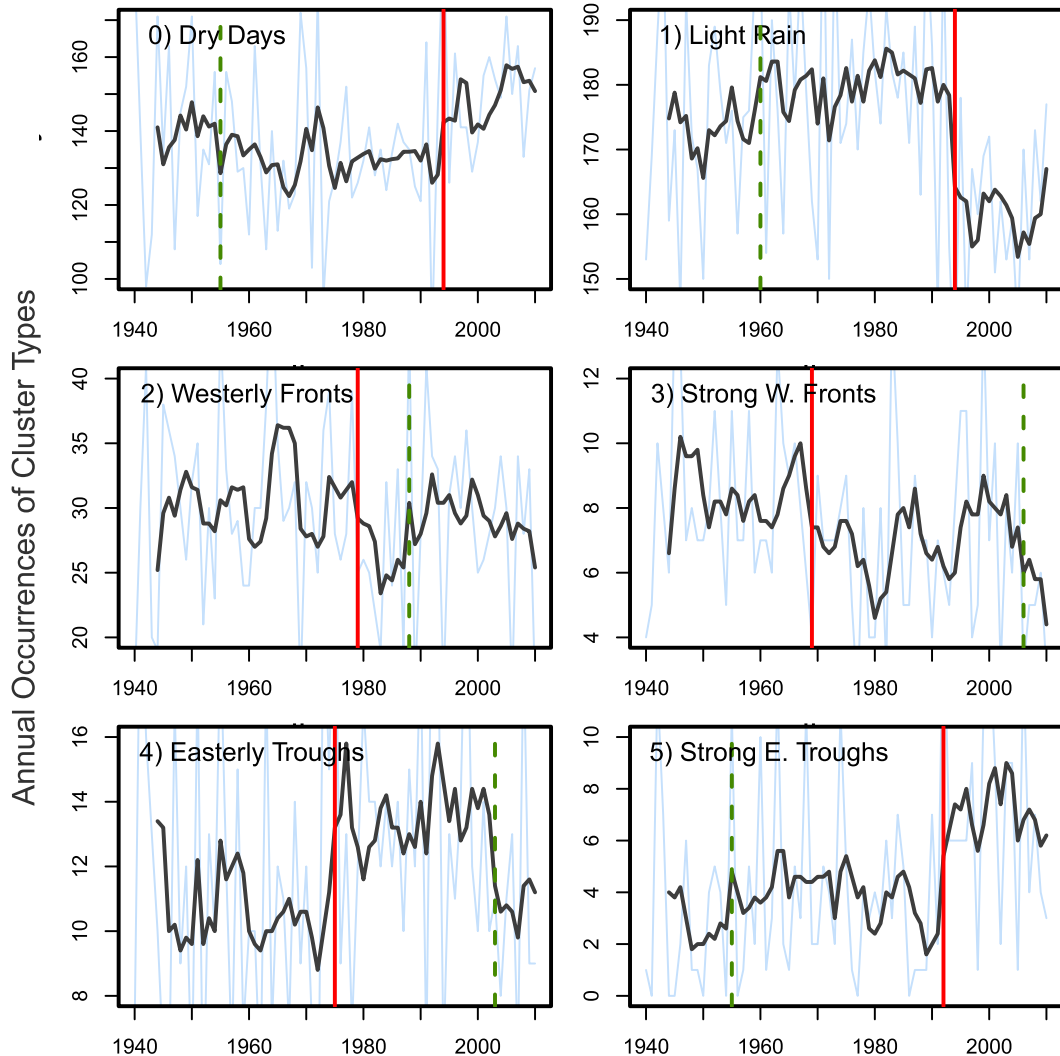 Annual Occurrences of Cluster Types
0) Dry Days
100 120 140 160
1940 1960 1980 2000
1) Light Rain
150 160 170 180 190
1940 1960 1980 2000
2) Westerly Fronts
20 25 30 35 40
1940 1960 1980 2000
3) Strong W. Fronts
4 6 8 10 12
1940 1960 1980 2000
4) Easterly Troughs
8 10 12 14 16
1940 1960 1980 2000
5) Strong E. Troughs
0 2 4 6 8 10
1940 1960 1980 2000